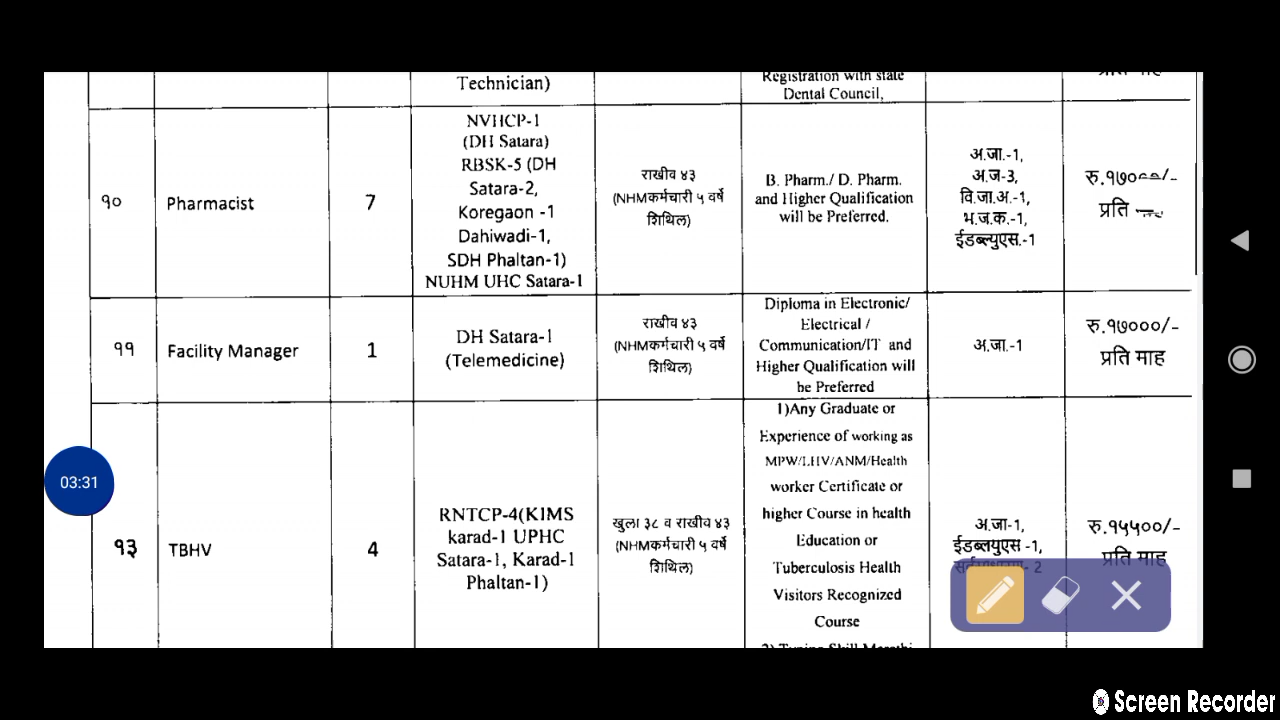 Technician)
Registration with state
Dental Council,
१०
Pharmacist
7
NVHCP-1
(DH Satara)
RBSK-5 (DH
Satara-2,
Koregaon -1
Dahiwadi-1,
SDH Phaltan-1)
NUHM UHC Satara-1
राखीव ४३
(NHMकर्मचारी ५ वर्षे
शिथिल)
B. Pharm./ D. Pharm.
and Higher Qualification
will be Preferred.
अ.जा.-1,
अ.ज-3,
वि.जा.अ.-1,
भ.ज.क.-1,
ईडब्ल्युएस.-1
प्रति
११
Facility Manager
1
DH Satara-1
(Telemedicine)
राखीव ४३
(NHMकर्मचारी ५ वर्षे
शिथिल)
Diploma in Electronic/
Electrical /
Communication/IT and
Higher Qualification will
be Preferred
अ.जा.-1
रु.१७०००/-
प्रति माह
१३
TBHV
4
RNTCP-4(KIMS
karad-1 UPHC
Satara-1, Karad-1
Phaltan-1)
खुला ३८ व राखीव ४३
(NHMकर्मचारी ५ वर्षे
शिथिल)
1)Any Graduate or
Experience of working as
MPW/LHV/ANM/Health
worker Certificate or
higher Course in health
Education or
Tuberculosis Health
Visitors Recognized
Course
अ.जा-1,
ईडब्लयुएस -1,
2
रु.१५५००/-
प्रति माह
03:31
Screen Recorder